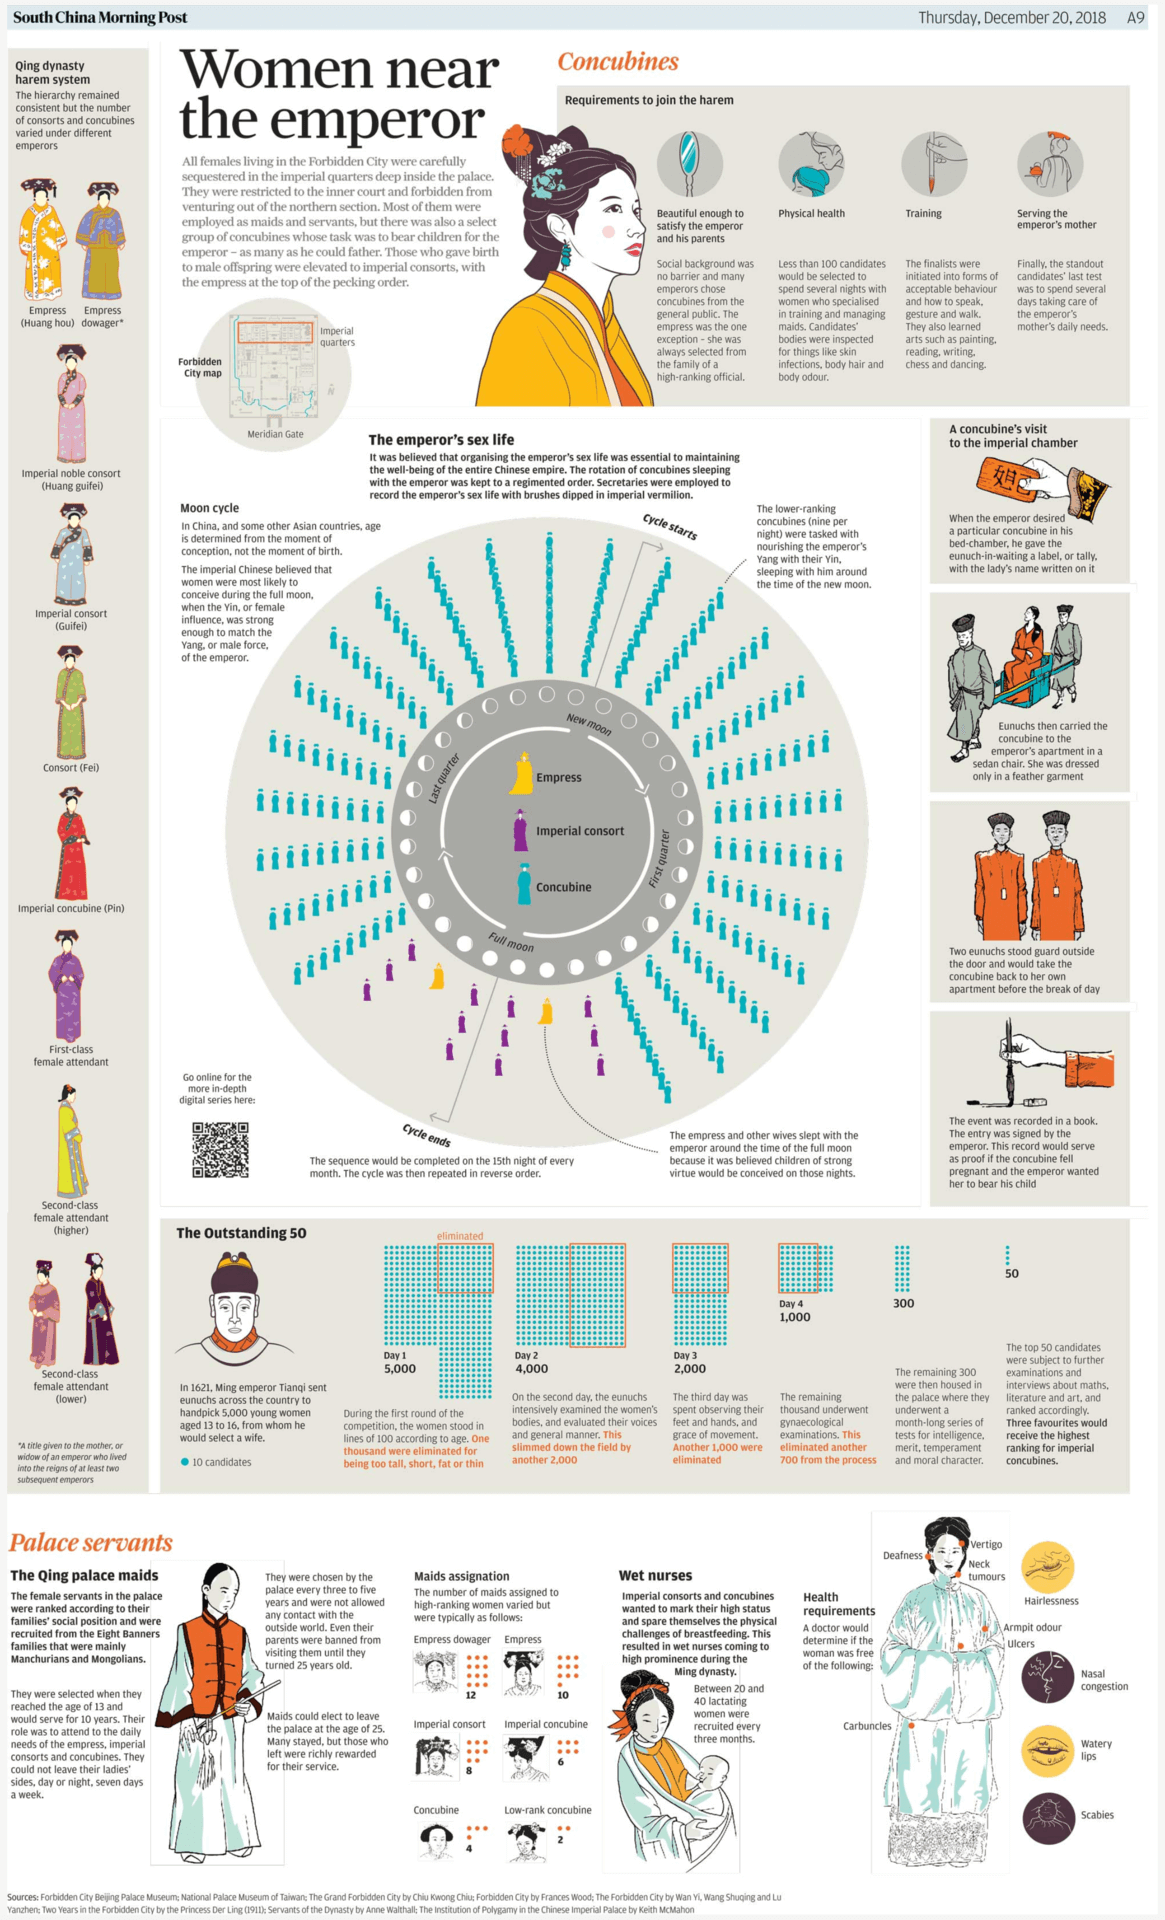 South China Morning Post
Thursday, December 20, 2018 A9
Qing dynasty
harem system
The hierarchy remained
consistent but the number
of consorts and concubines
varied under different
emperors
Empress
(Huang hou)
Empress
dowager*
Imperial noble consort
(Huang guifei)
Imperial consort
(Guifei)
Consort (Fei)
Imperial concubine (Pin)
First-class
female attendant
Second-class
female attendant
(higher)
Second-class
female attendant
(lower)
*A title given to the mother, or
widow of an emperor who lived
into the reigns of at least two
subsequent emperors
Women near
the emperor
All females living in the Forbidden City were carefully
sequestered in the imperial quarters deep inside the palace.
They were restricted to the inner court and forbidden from
venturing out of the northern section. Most of them were
employed as maids and servants, but there was also a select
group of concubines whose task was to bear children for the
emperor – as many as he could father. Those who gave birth
to male offspring were elevated to imperial consorts, with
the empress at the top of the pecking order.
Imperial
quarters
Forbidden
City map
Meridian Gate
Concubines
Requirements to join the harem
Beautiful enough to
satisfy the emperor
and his parents
Social background was
no barrier and many
emperors chose
concubines from the
general public. The
empress was the one
exception – she was
always selected from
the family of a
high-ranking official.
Physical health
Less than 100 candidates
would be selected to
spend several nights with
women who specialised
in training and managing
maids. Candidates'
bodies were inspected
for things like skin
infections, body hair and
body odour.
Training
The finalists were
initiated into forms of
acceptable behaviour
and how to speak,
gesture and walk.
They also learned
arts such as painting,
reading, writing,
chess and dancing.
Serving the
emperor's mother
Finally, the standout
candidates' last test
was to spend several
days taking care of
the emperor's
mother's daily needs.
The emperor's sex life
It was believed that organising the emperor's sex life was essential to maintaining
the well-being of the entire Chinese empire. The rotation of concubines sleeping
with the emperor was kept to a regimented order. Secretaries were employed to
record the emperor's sex life with brushes dipped in imperial vermilion.
Moon cycle
In China, and some other Asian countries, age
is determined from the moment of
conception, not the moment of birth.
The imperial Chinese believed that
women were most likely to
conceive during the full moon,
when the Yin, or female
influence, was strong
enough to match the
Yang, or male force,
of the emperor.
Cycle starts
The lower-ranking
concubines (nine per
night) were tasked with
nourishing the emperor's
Yang with their Yin,
sleeping with him around
the time of the new moon.
New moon
Last quarter
First quarter
Full moon
Empress
Imperial consort
Concubine
Cycle ends
Go online for the
more in-depth
digital series here:
The sequence would be completed on the 15th night of every
month. The cycle was then repeated in reverse order.
The empress and other wives slept with the
emperor around the time of the full moon
because it was believed children of strong
virtue would be conceived on those nights.
A concubine's visit
to the imperial chamber
妲己
When the emperor desired
a particular concubine in his
bed-chamber, he gave the
eunuch-in-waiting a label, or tally,
with the lady's name written on it
Eunuchs then carried the
concubine to the
emperor's apartment in a
sedan chair. She was dressed
only in a feather garment
Two eunuchs stood guard outside
the door and would take the
concubine back to her own
apartment before the break of day
The event was recorded in a book.
The entry was signed by the
emperor. This record would serve
as proof if the concubine fell
pregnant and the emperor wanted
her to bear his child
The Outstanding 50
In 1621, Ming emperor Tianqi sent
eunuchs across the country to
handpick 5,000 young women
aged 13 to 16, from whom he
would select a wife.
10 candidates
eliminated
Day 1
5,000
During the first round of the
competition, the women stood in
lines of 100 according to age. One
thousand were eliminated for
being too tall, short, fat or thin
Day 2
4,000
On the second day, the eunuchs
intensively examined the women's
bodies, and evaluated their voices
and general manner. This
slimmed down the field by
another 2,000
Day 3
2,000
The third day was
spent observing their
feet and hands, and
grace of movement.
Another 1,000 were
eliminated
Day 4
1,000
The remaining
thousand underwent
gynaecological
examinations. This
eliminated another
700 from the process
300
The remaining 300
were then housed in
the palace where they
underwent a
month-long series of
tests for intelligence,
merit, temperament
and moral character.
50
The top 50 candidates
were subject to further
examinations and
interviews about maths,
literature and art, and
ranked accordingly.
Three favourites would
receive the highest
ranking for imperial
concubines.
Palace servants
The Qing palace maids
The female servants in the palace
were ranked according to their
families' social position and were
recruited from the Eight Banners
families that were mainly
Manchurians and Mongolians.
They were selected when they
reached the age of 13 and
would serve for 10 years. Their
role was to attend to the daily
needs of the empress, imperial
consorts and concubines. They
could not leave their ladies'
sides, day or night, seven days
a week.
They were chosen by the
palace every three to five
years and were not allowed
any contact with the
outside world. Even their
parents were banned from
visiting them until they
turned 25 years old.
Maids could elect to leave
the palace at the age of 25.
Many stayed, but those who
left were richly rewarded
for their service.
Maids assignation
The number of maids assigned to
high-ranking women varied but
were typically as follows:
Empress dowager
12
Empress
10
Imperial consort
8
Imperial concubine
6
Concubine
4
Low-rank concubine
2
Wet nurses
Imperial consorts and concubines
wanted to mark their high status
and spare themselves the physical
challenges of breastfeeding. This
resulted in wet nurses coming to
high prominence during the
Ming dynasty.
Between 20 and
40 lactating
women were
recruited every
three months.
Health
requirements
A doctor would
determine if the
woman was free
of the following:
Deafness
Vertigo
Neck
tumours
Hairlessness
Armpit odour
Ulcers
Nasal
congestion
Carbuncles
Watery
lips
Scabies
Sources: Forbidden City Beijing Palace Museum; National Palace Museum of Taiwan; The Grand Forbidden City by Chiu Kwong Chiu; Forbidden City by Frances Wood; The Forbidden City by Wan Yi, Wang Shuqing and Lu
Yanzhen; Two Years in the Forbidden City by the Princess Der Ling (1911); Servants of the Dynasty by Anne Walthall; The Institution of Polygamy in the Chinese Imperial Palace by Keith McMahon